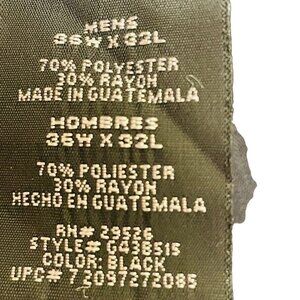 MENS
36W X 32L
70% POLYESTER
30% RAYON
MADE IN GUATEMALA
HOMBRES
36W X 32L
70% POLIESTER
30% RAYON
HECHO EN GUATEMALA
RN# 29526
STYLE# G438515
COLOR: BLACK
UPC# 72097272085